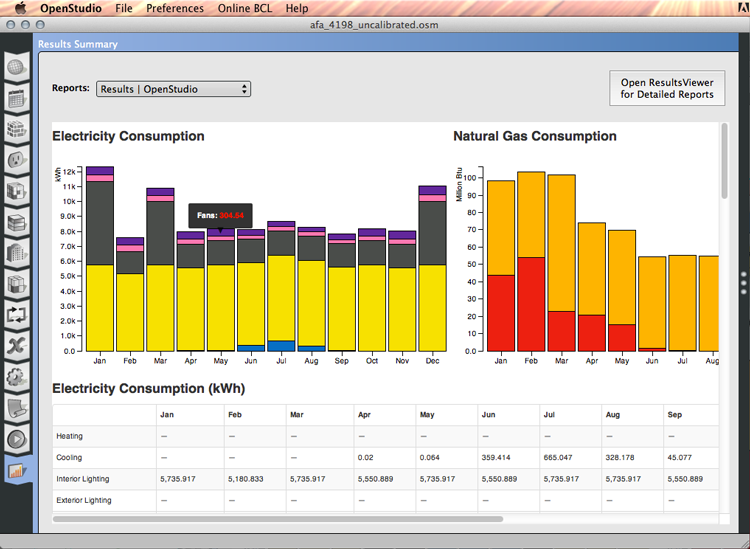 OpenStudio File Preferences Online BCL Help
afa_4198_uncalibrated.osm
Results Summary
Reports: Results | OpenStudio
Open ResultsViewer
for Detailed Reports
Electricity Consumption
kWh
12k
11k
10.0k
9.0k
8.0k
7.0k
6.0k
5.0k
4.0k
3.0k
2.0k
1.0k
0.0
Fans: 304.54
Jan Feb Mar Apr May Jun Jul Aug Sep Oct Nov Dec
Natural Gas Consumption
Million Btu
100
90
80
70
60
50
40
30
20
10
0.0
Jan Feb Mar Apr May Jun Jul Aug
Electricity Consumption (kWh)
Jan Feb Mar Apr May Jun Jul Aug Sep
Heating — — — — — — — — —
Cooling — — — 0.02 0.064 359.414 665.047 328.178 45.077
Interior Lighting 5,735.917 5,180.833 5,735.917 5,550.889 5,735.917 5,550.889 5,735.917 5,735.917 5,550.889
Exterior Lighting — — — — — — — — —